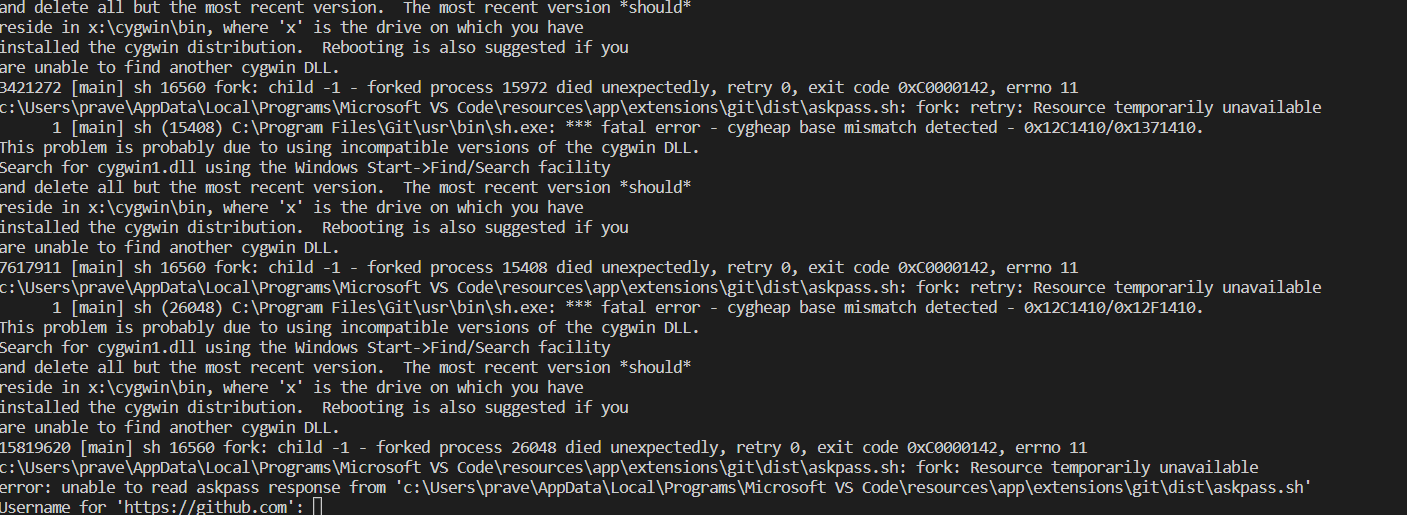 and delete all but the most recent version.  The most recent version *should*
reside in x:\cygwin\bin, where 'x' is the drive on which you have
installed the cygwin distribution.  Rebooting is also suggested if you
are unable to find another cygwin DLL.
3421272 [main] sh 16560 fork: child -1 - forked process 15972 died unexpectedly, retry 0, exit code 0xC0000142, errno 11
c:\Users\prave\AppData\Local\Programs\Microsoft VS Code\resources\app\extensions\git\dist\askpass.sh: fork: retry: Resource temporarily unavailable
      1 [main] sh (15408) C:\Program Files\Git\usr\bin\sh.exe: *** fatal error - cygheap base mismatch detected - 0x12C1410/0x1371410.
This problem is probably due to using incompatible versions of the cygwin DLL.
Search for cygwin1.dll using the Windows Start->Find/Search facility
and delete all but the most recent version.  The most recent version *should*
reside in x:\cygwin\bin, where 'x' is the drive on which you have
installed the cygwin distribution.  Rebooting is also suggested if you
are unable to find another cygwin DLL.
7617911 [main] sh 16560 fork: child -1 - forked process 15408 died unexpectedly, retry 0, exit code 0xC0000142, errno 11
c:\Users\prave\AppData\Local\Programs\Microsoft VS Code\resources\app\extensions\git\dist\askpass.sh: fork: retry: Resource temporarily unavailable
      1 [main] sh (26048) C:\Program Files\Git\usr\bin\sh.exe: *** fatal error - cygheap base mismatch detected - 0x12C1410/0x12F1410.
This problem is probably due to using incompatible versions of the cygwin DLL.
Search for cygwin1.dll using the Windows Start->Find/Search facility
and delete all but the most recent version.  The most recent version *should*
reside in x:\cygwin\bin, where 'x' is the drive on which you have
installed the cygwin distribution.  Rebooting is also suggested if you
are unable to find another cygwin DLL.
15819620 [main] sh 16560 fork: child -1 - forked process 26048 died unexpectedly, retry 0, exit code 0xC0000142, errno 11
c:\Users\prave\AppData\Local\Programs\Microsoft VS Code\resources\app\extensions\git\dist\askpass.sh: fork: Resource temporarily unavailable
error: unable to read askpass response from 'c:\Users\prave\AppData\Local\Programs\Microsoft VS Code\resources\app\extensions\git\dist\askpass.sh'
Username for 'https://github.com':